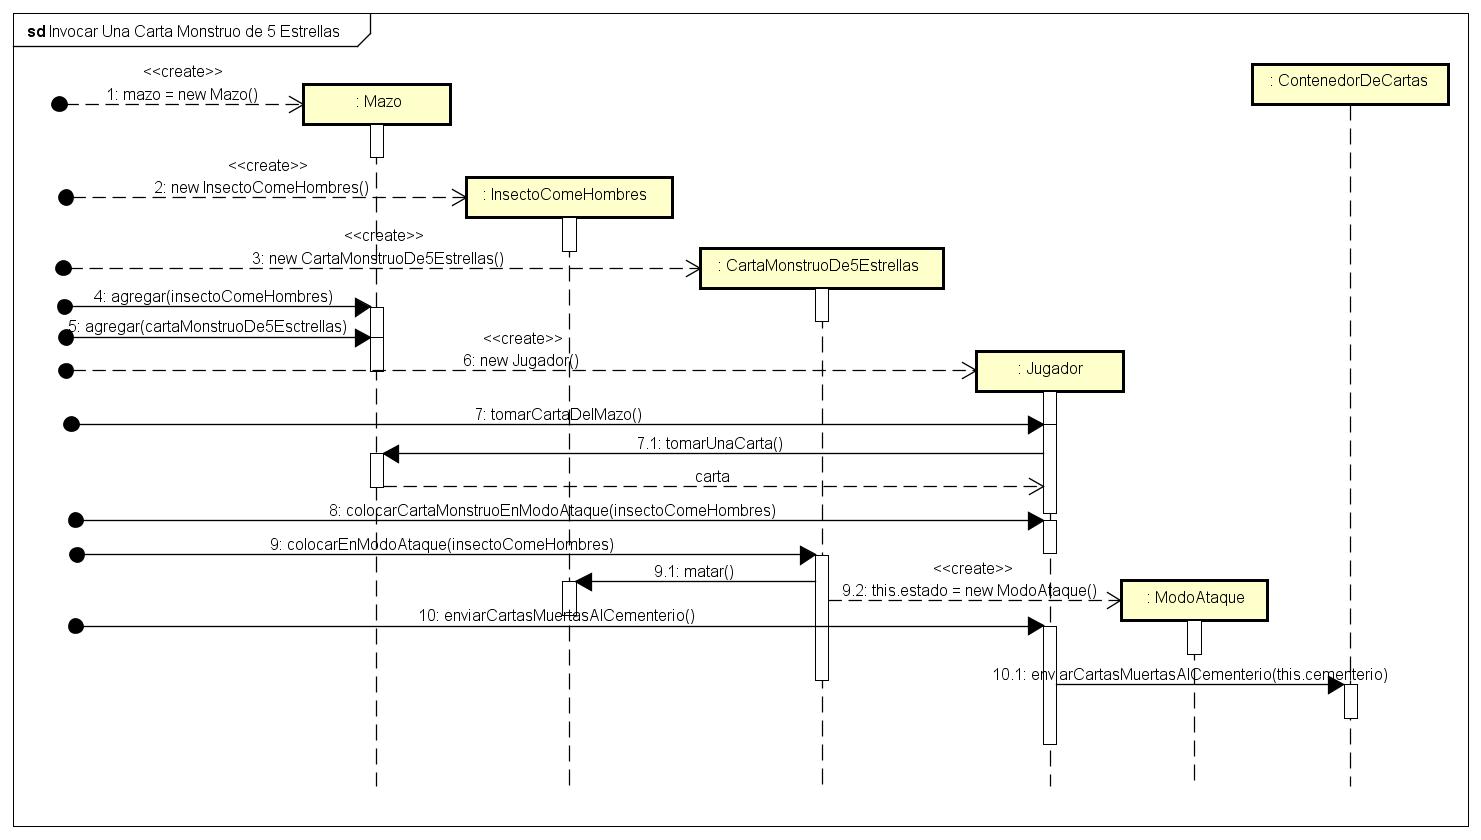 sd Invocar Una Carta Monstruo de 5 Estrellas
<<create>>
1: mazo = new Mazo()
: Mazo
: ContenedorDeCartas
<<create>>
2: new InsectoComeHombres()
: InsectoComeHombres
<<create>>
3: new CartaMonstruoDe5Estrellas()
: CartaMonstruoDe5Estrellas
4: agregar(insectoComeHombres)
5: agregar(cartaMonstruoDe5Esctrellas)
<<create>>
6: new Jugador()
: Jugador
7: tomarCartaDelMazo()
7.1: tomarUnaCarta()
carta
8: colocarCartaMonstruoEnModoAtaque(insectoComeHombres)
9: colocarEnModoAtaque(insectoComeHombres)
9.1: matar()
<<create>>
9.2: this.estado = new ModoAtaque()
: ModoAtaque
10: enviarCartasMuertasAlCementerio()
10.1: enviarCartasMuertasAlCementerio(this.cementerio)